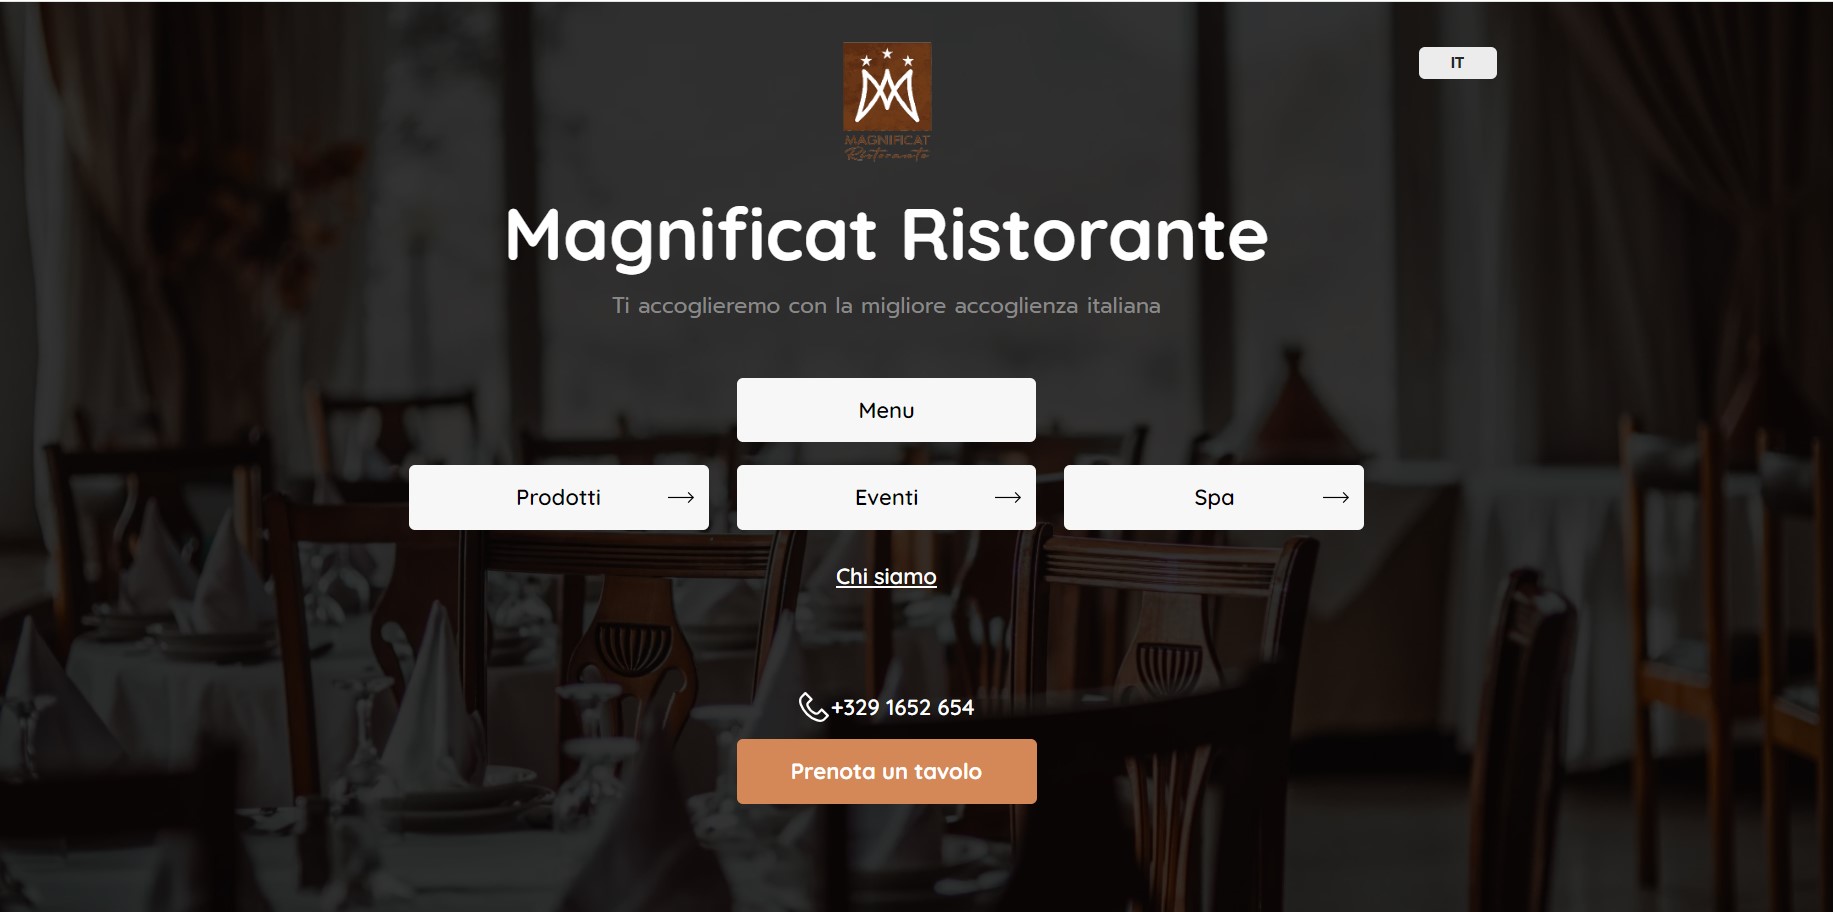 IT
MAGNIFICAT
Ristorante
Magnificat Ristorante
Ti accoglieremo con la migliore accoglienza italiana
Menu
Prodotti
Eventi
Spa
Chi siamo
+329 1652 654
Prenota un tavolo